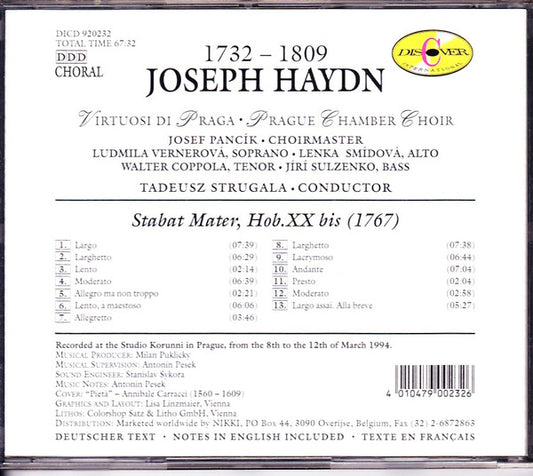 DICD 920232
TOTAL TIME 67:32
DDD
CHORAL
1732 – 1809
JOSEPH HAYDN
DISCOVER
INTERNATIONAL
VIRTUOSI DI PRAGA • PRAGUE CHAMBER CHOIR
JOSEF PANCÍK • CHOIRMASTER
LUDMILA VERNEROVÁ, SOPRANO • LENKA SMÍDOVÁ, ALTO
WALTER COPPOLA, TENOR • JÍRÍ SULZENKO, BASS
TADEUSZ STRUGALA • CONDUCTOR
Stabat Mater, Hob.XX bis (1767)
1. Largo (07:39)
2. Larghetto (06:29)
3. Lento (02:14)
4. Moderato (06:39)
5. Allegro ma non troppo (02:21)
6. Lento, a maestoso (06:06)
7. Allegretto (03:46)
8. Larghetto (07:38)
9. Lacrymoso (06:44)
10. Andante (07:04)
11. Presto (02:04)
12. Moderato (02:58)
13. Largo assai. Alla breve (05:27)
Recorded at the Studio Korunni in Prague, from the 8th to the 12th of March 1994.
MUSICAL PRODUCER: Milan Puklicky
MUSICAL SUPERVISION: Antonin Pesek
SOUND ENGINEER: Stanislav Sykora
MUSIC NOTES: Antonin Pesek
COVER: “Pietà” – Annibale Carracci (1560 – 1609)
GRAPHICS AND LAYOUT: Lisa Linzmaier, Vienna
LITHOS: Colorshop Satz & Litho GmbH, Vienna
DISTRIBUTION: Marketed worldwide by NIKKI, PO Box 44, 3090 Overijse, Belgium, Fax (32) 2-6872863
4 010479 002326
DEUTSCHER TEXT • NOTES IN ENGLISH INCLUDED • TEXTE EN FRANÇAIS